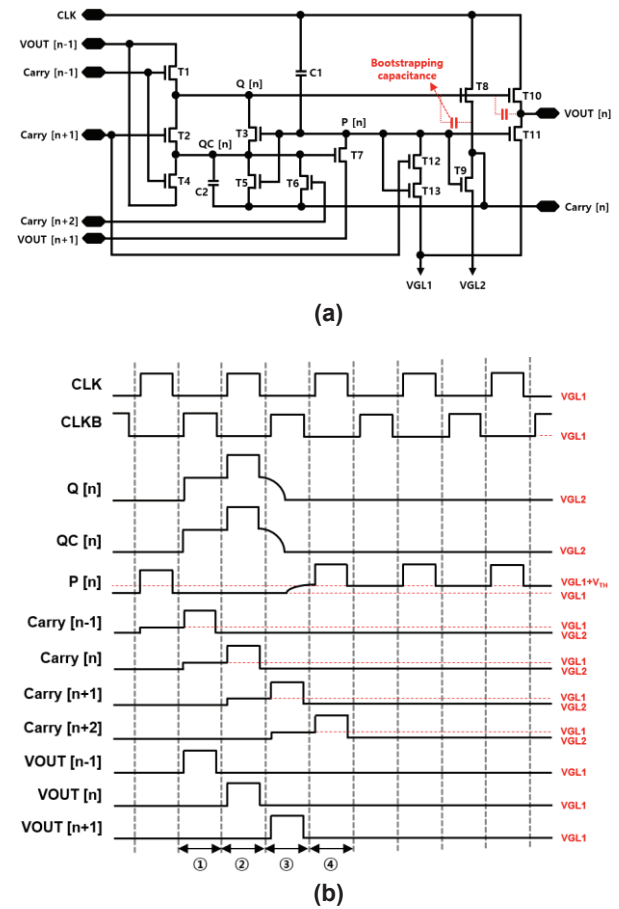 CLK
VOUT [n-1]
Carry [n-1]
T1
Q [n]
C1
Bootstrapping
capacitance
T8
T10
VOUT [n]
Carry [n+1]
T2
QC [n]
T3
P [n]
T7
T12
T11
T4
C2
T5
T6
T13
T9
Carry [n+2]
VOUT [n+1]
Carry [n]
VGL1
VGL2
(a)
CLK
VGL1
CLKB
VGL1
Q [n]
VGL2
QC [n]
VGL2
P [n]
VGL1+VTH
VGL1
Carry [n-1]
VGL1
VGL2
Carry [n]
VGL1
VGL2
Carry [n+1]
VGL1
VGL2
Carry [n+2]
VGL1
VGL2
VOUT [n-1]
VGL1
VOUT [n]
VGL1
VOUT [n+1]
VGL1
① ② ③ ④
(b)